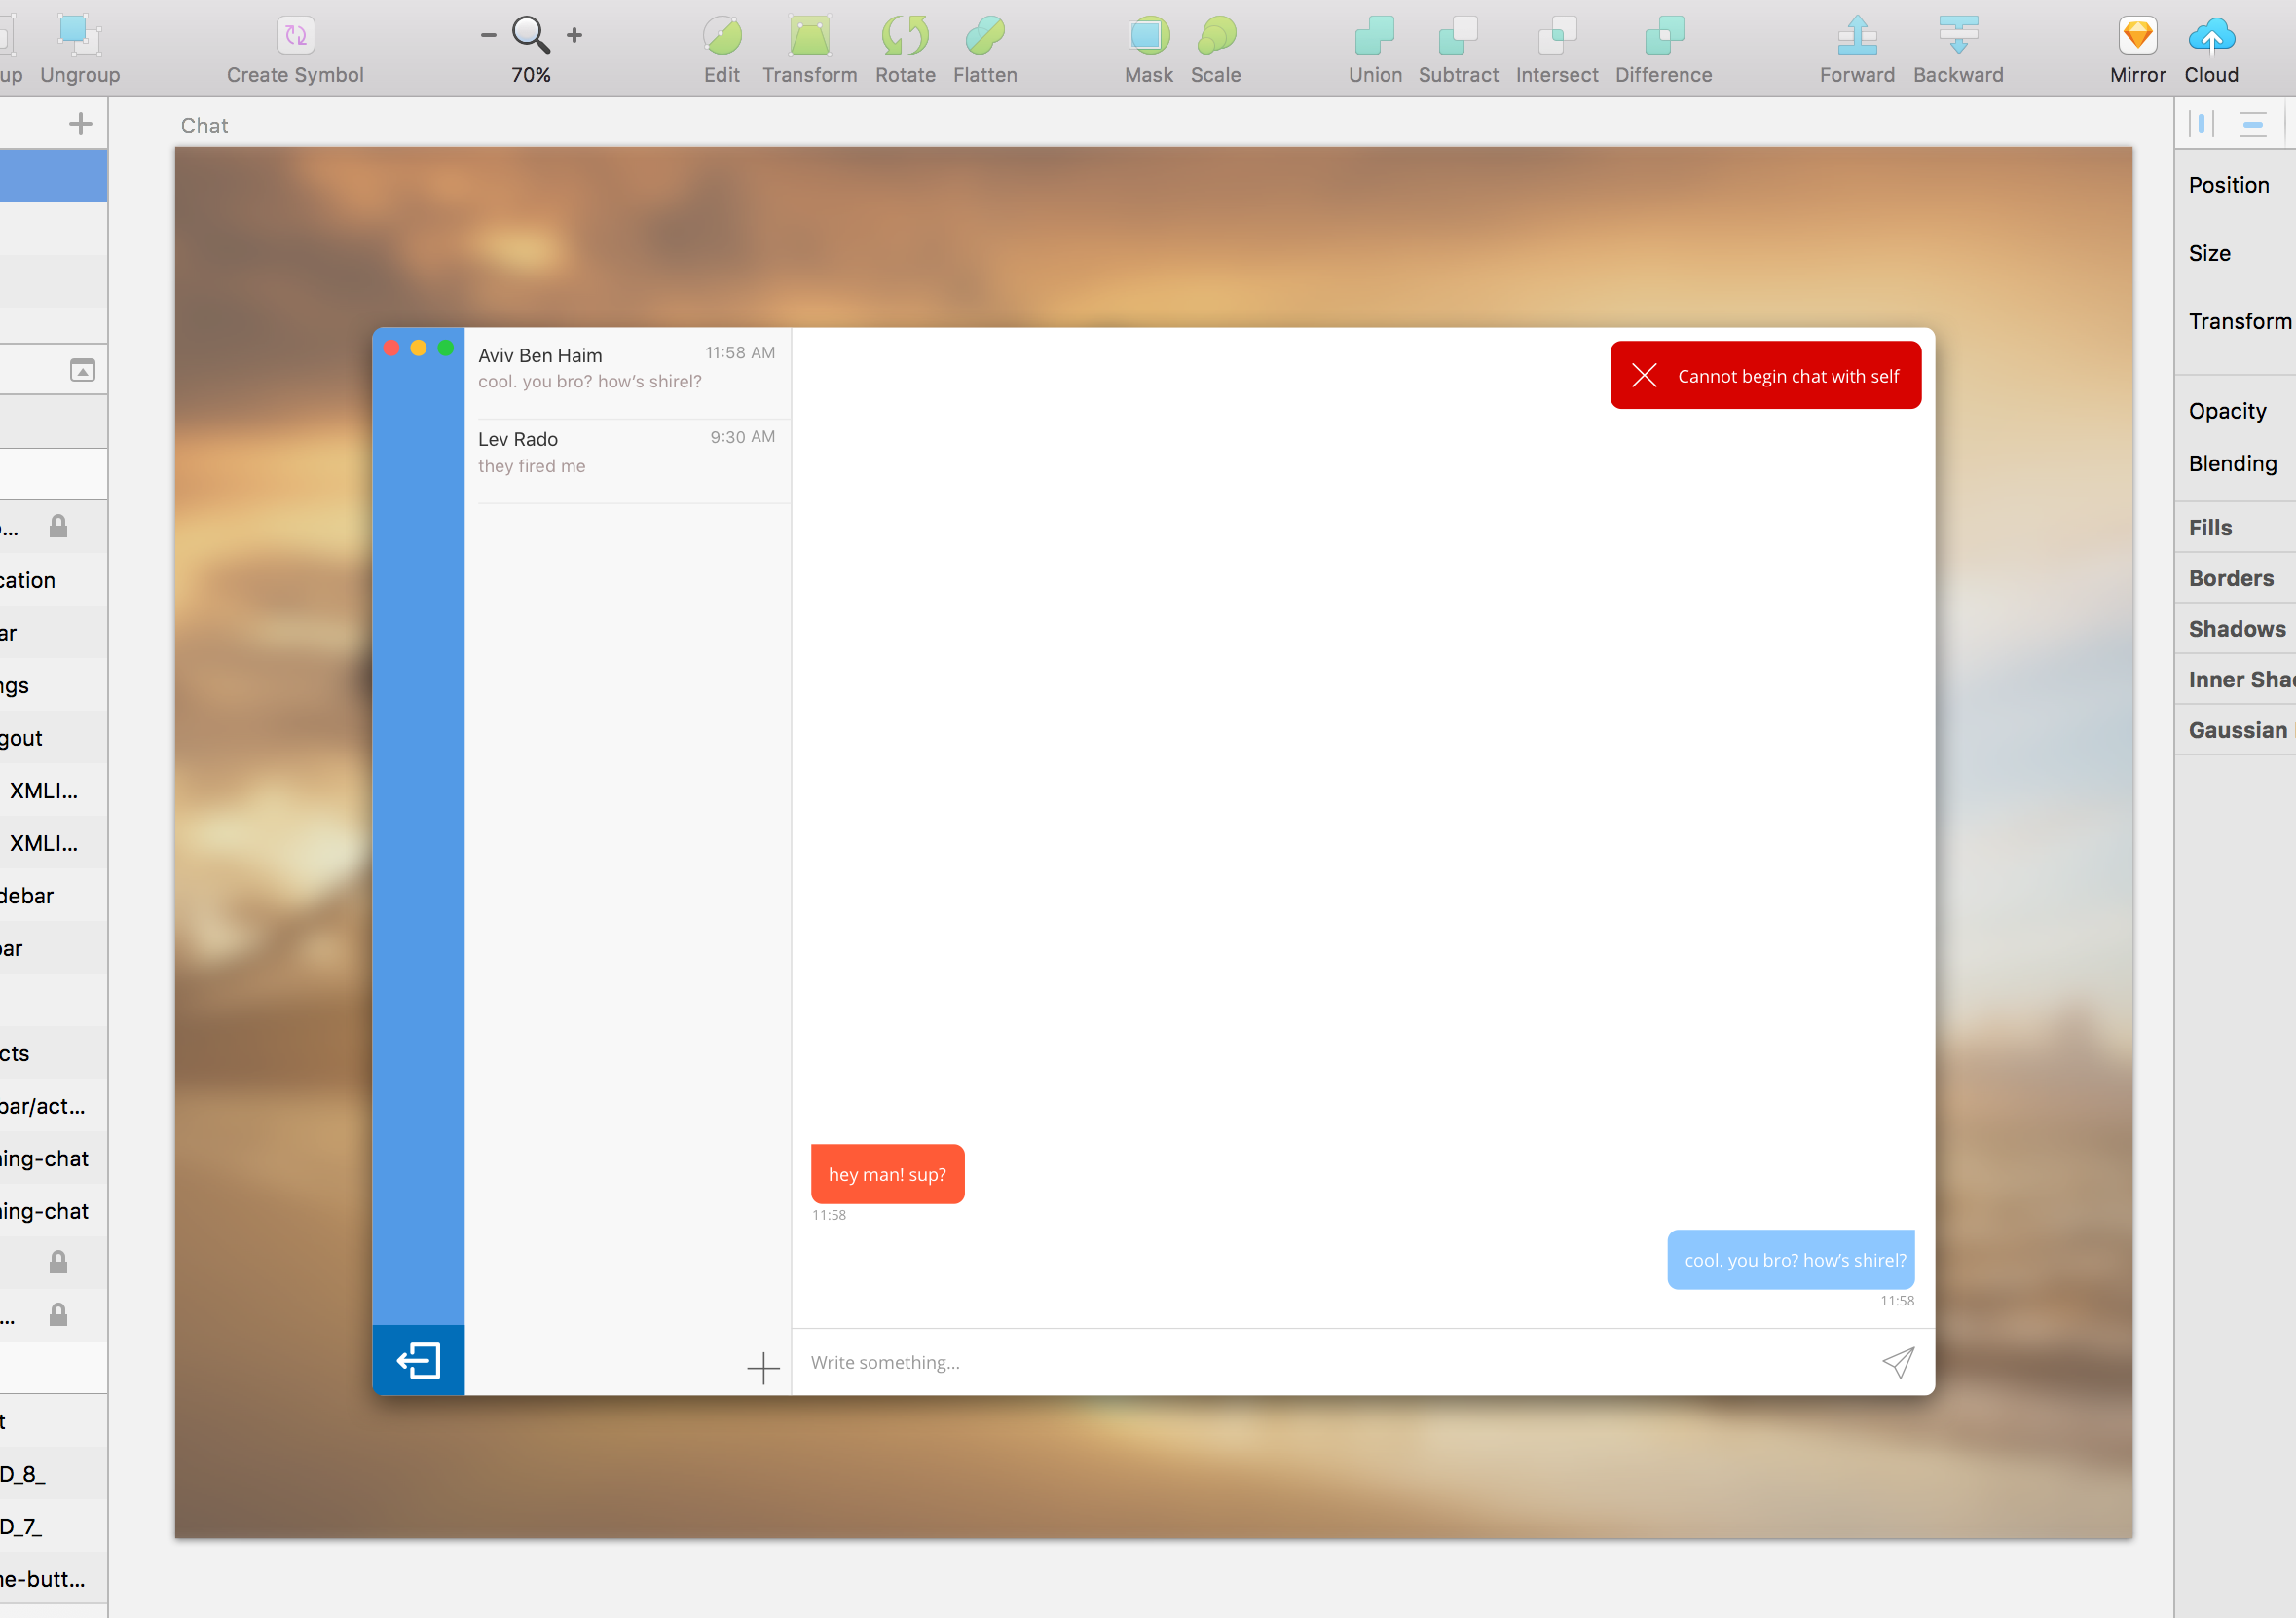 up Ungroup Create Symbol 70% Edit Transform Rotate Flatten Mask Scale Union Subtract Intersect Difference Forward Backward Mirror Cloud
Chat
Position
Size
Transform
Opacity
Blending
Fills
Borders
Shadows
Inner Shad
Gaussian
o...
cation
ar
ngs
gout
XMLI...
XMLI...
debar
bar
cts
bar/act...
ning-chat
ning-chat
...
t
D_8_
D_7_
ne-butt...
Aviv Ben Haim 11:58 AM
cool. you bro? how’s shirel?
Lev Rado 9:30 AM
they fired me
Cannot begin chat with self
hey man! sup?
11:58
cool. you bro? how’s shirel?
11:58
Write something...